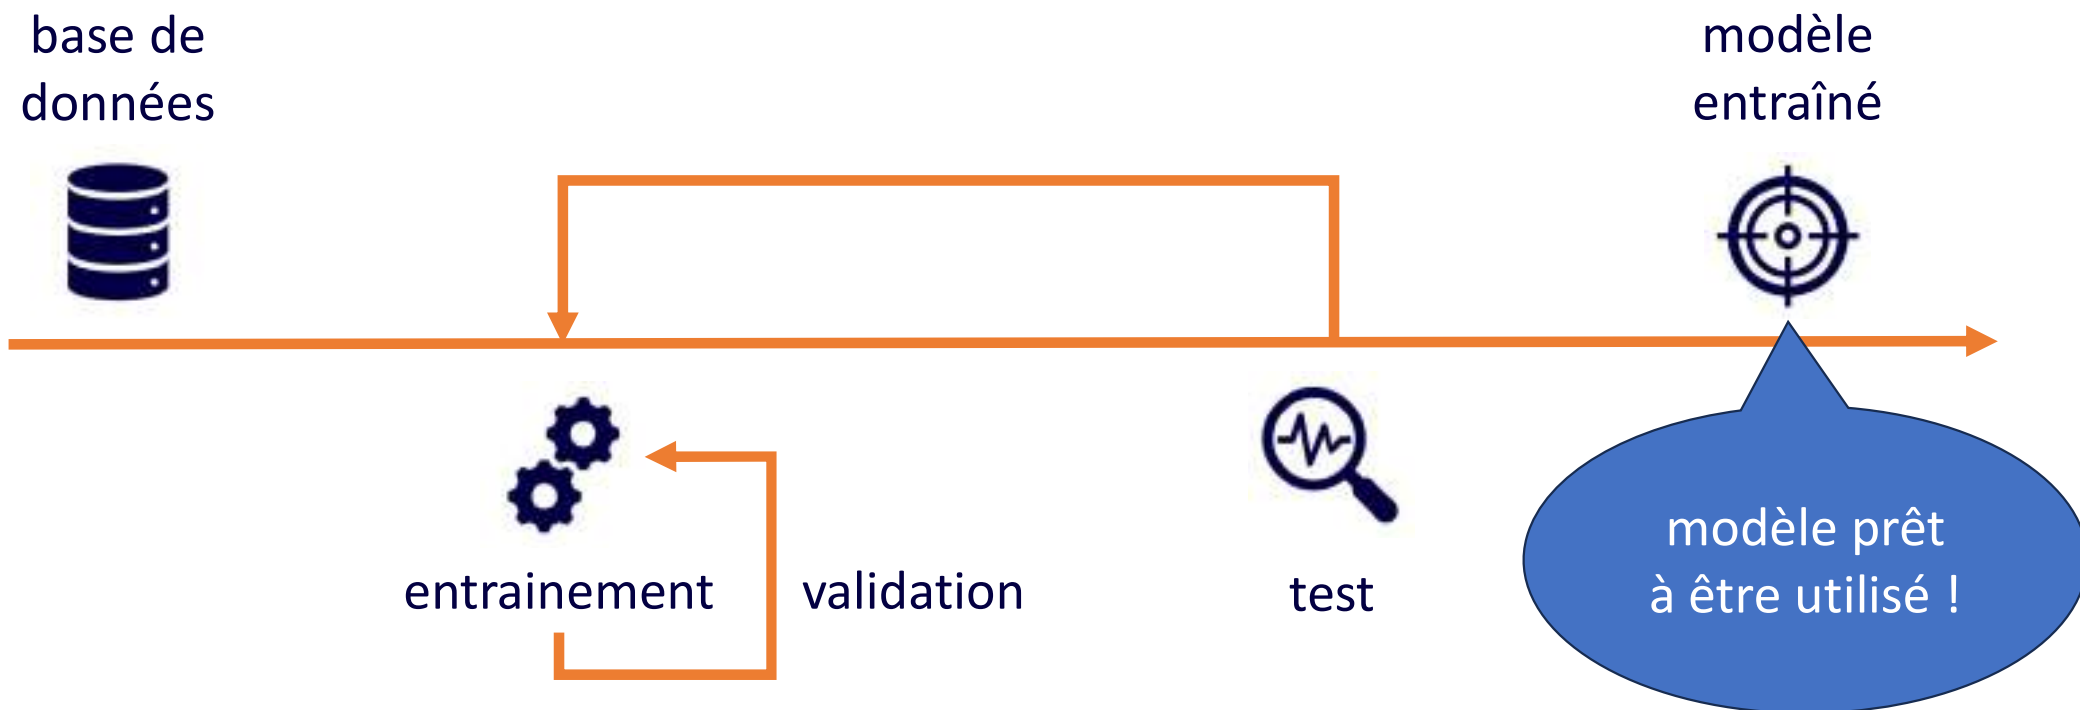 base de
données
modèle
entraîné
entrainement
validation
test
modèle prêt
à être utilisé !